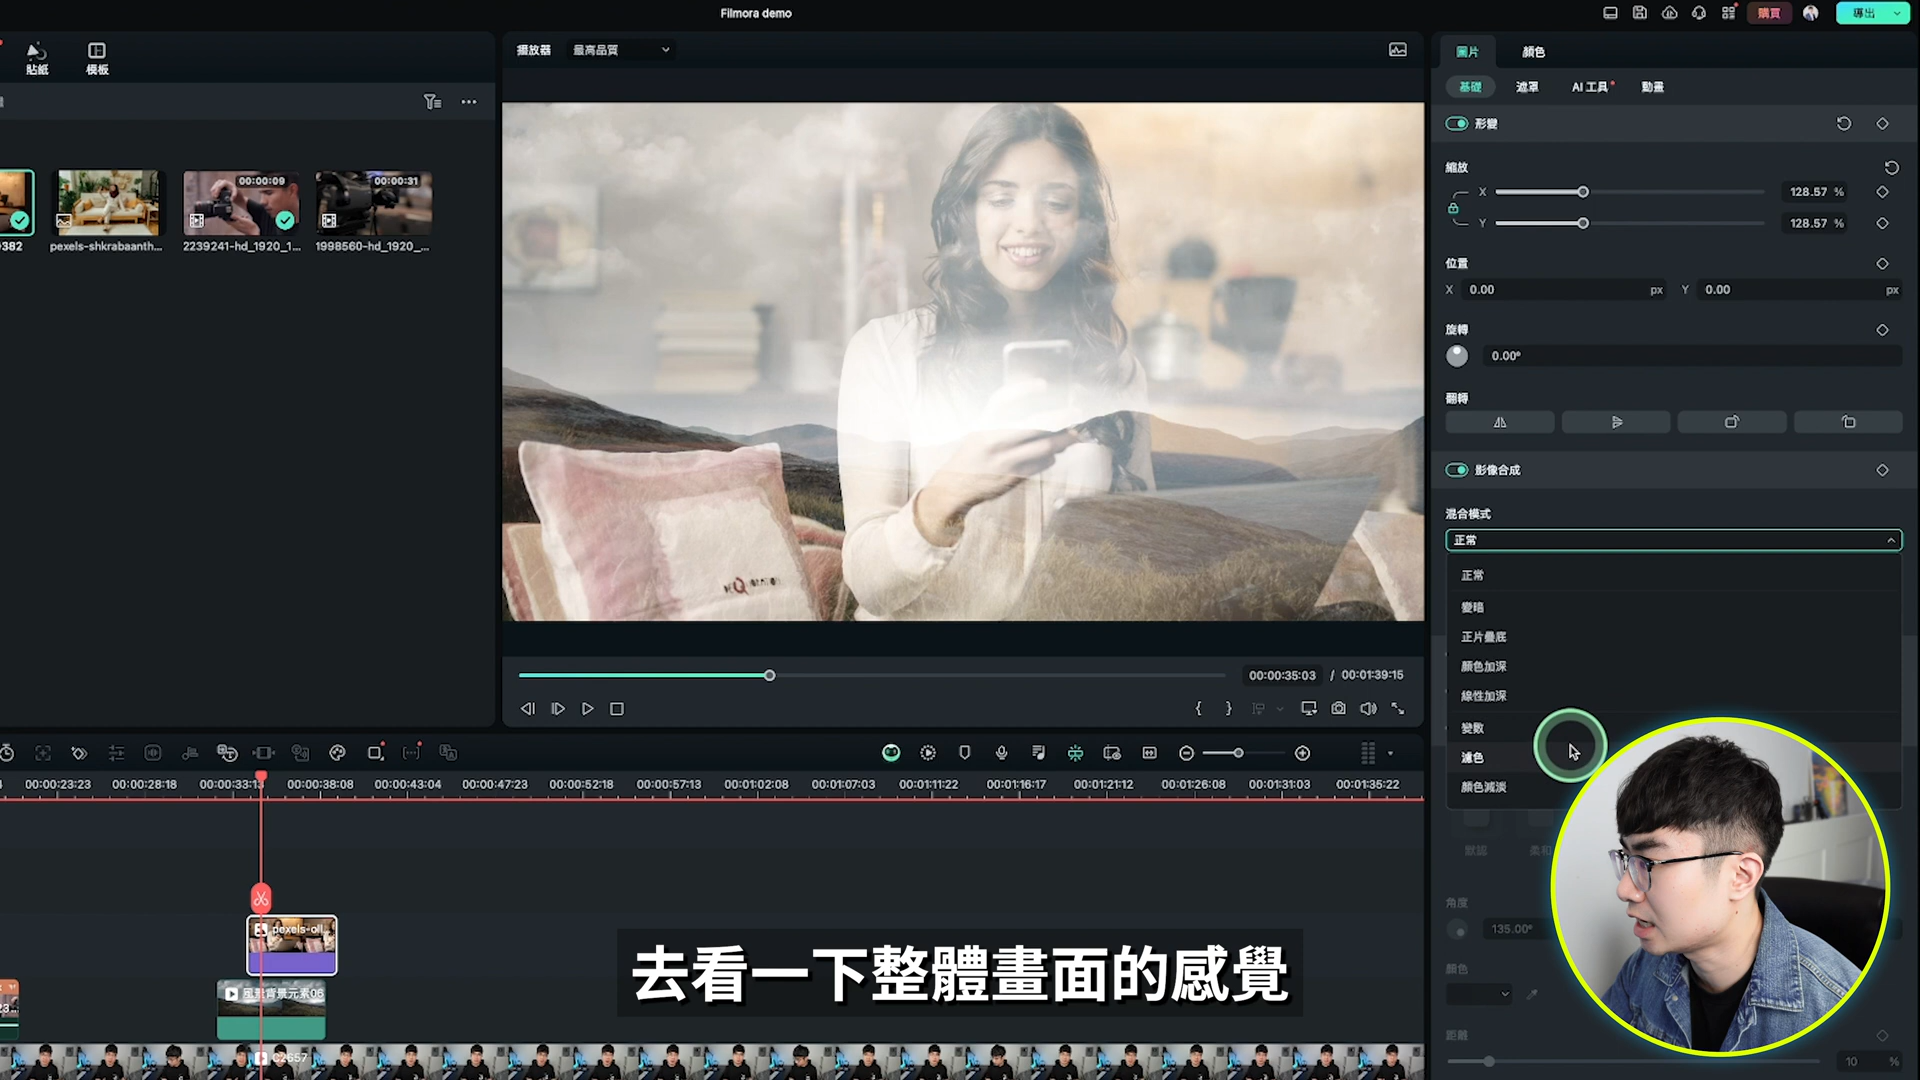 Filmora demo
購買
導出
貼紙
模板
播放器
最高品質
圖片
顏色
基礎
遮罩
AI 工具
動畫
形變
00:00:09
00:00:31
382
pexels-shkrabaanth...
2239241-hd_1920_1...
1998560-hd_1920_...
縮放
X
128.57 %
Y
128.57 %
位置
X 0.00 px
Y 0.00 px
旋轉
0.00°
翻轉
影像合成
混合模式
正常
正常
變暗
正片疊底
顏色加深
線性加深
變數
濾色
顏色減淡
00:00:35:03 / 00:01:39:15
00:00:23:23
00:00:28:18
00:00:33:13
00:00:38:08
00:00:43:04
00:00:47:23
00:00:52:18
00:00:57:13
00:01:02:08
00:01:07:03
00:01:11:22
00:01:16:17
00:01:21:12
00:01:26:08
00:01:31:03
00:01:35:22
默認
柔和
角度
135.00°
顏色
距離
10 %
pexels-oll...
風景背景元素06
C2657
去看一下整體畫面的感覺